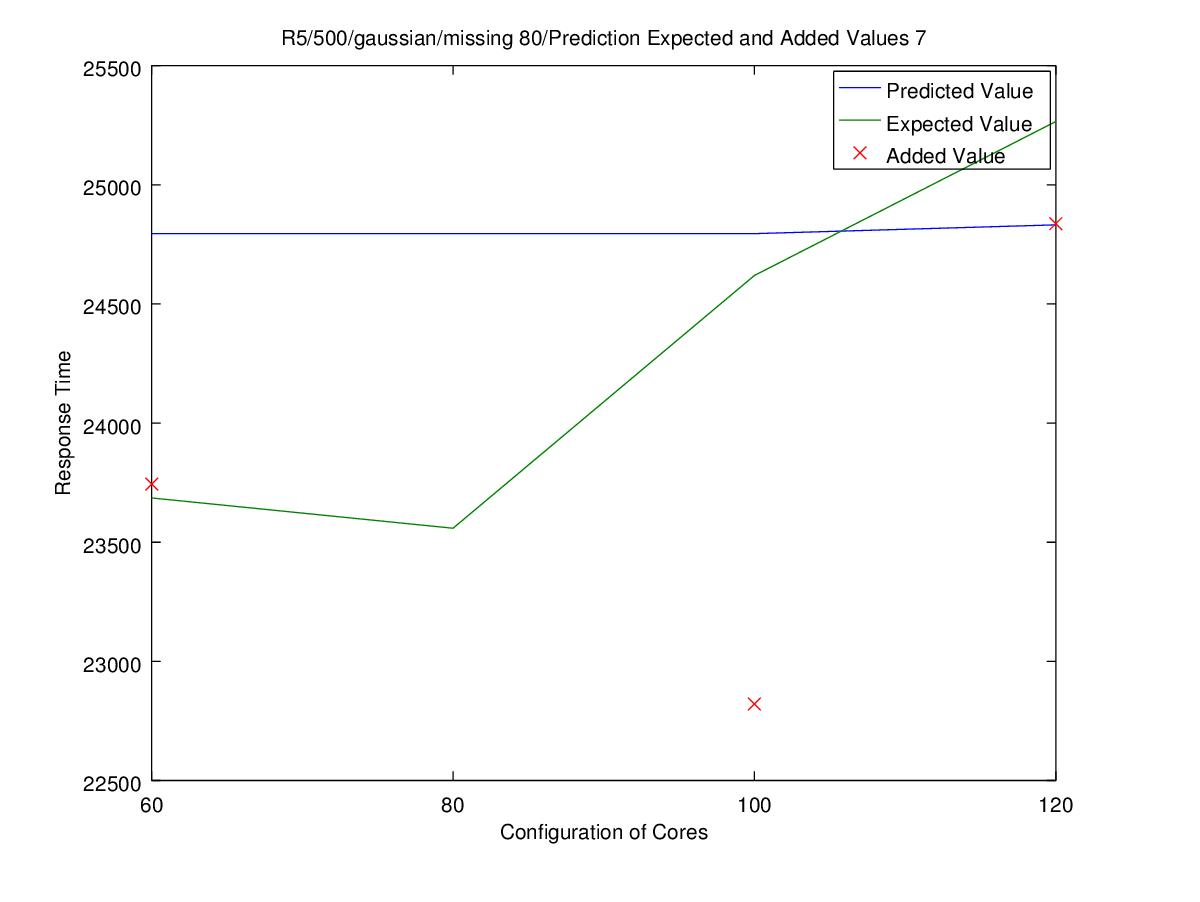 R5/500/gaussian/missing 80/Prediction Expected and Added Values 7
25500
25000
24500
24000
23500
23000
22500
Response Time
Predicted Value
Expected Value
Added Value
60 80 100 120
Configuration of Cores